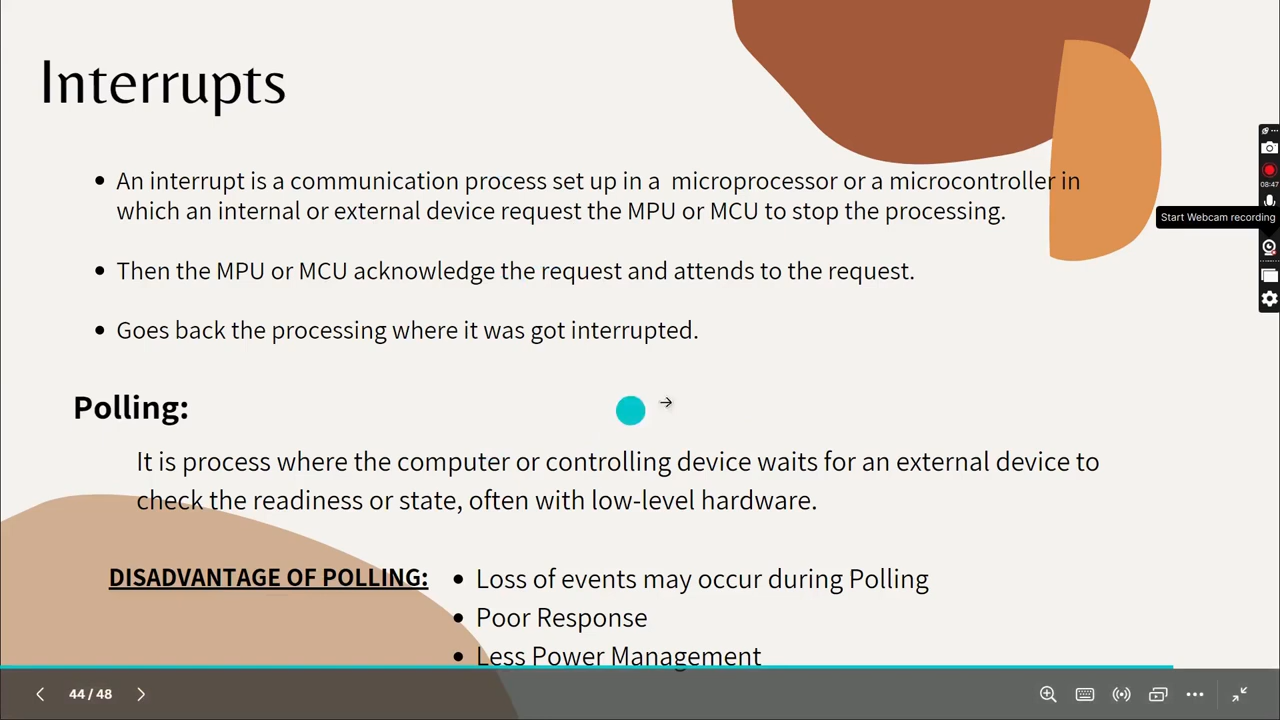 Interrupts
• An interrupt is a communication process set up in a microprocessor or a microcontroller in
which an internal or external device request the MPU or MCU to stop the processing.
• Then the MPU or MCU acknowledge the request and attends to the request.
• Goes back the processing where it was got interrupted.
Polling:
It is process where the computer or controlling device waits for an external device to
check the readiness or state, often with low-level hardware.
DISADVANTAGE OF POLLING:
• Loss of events may occur during Polling
• Poor Response
• Less Power Management
08:47
Start Webcam recording
44 / 48